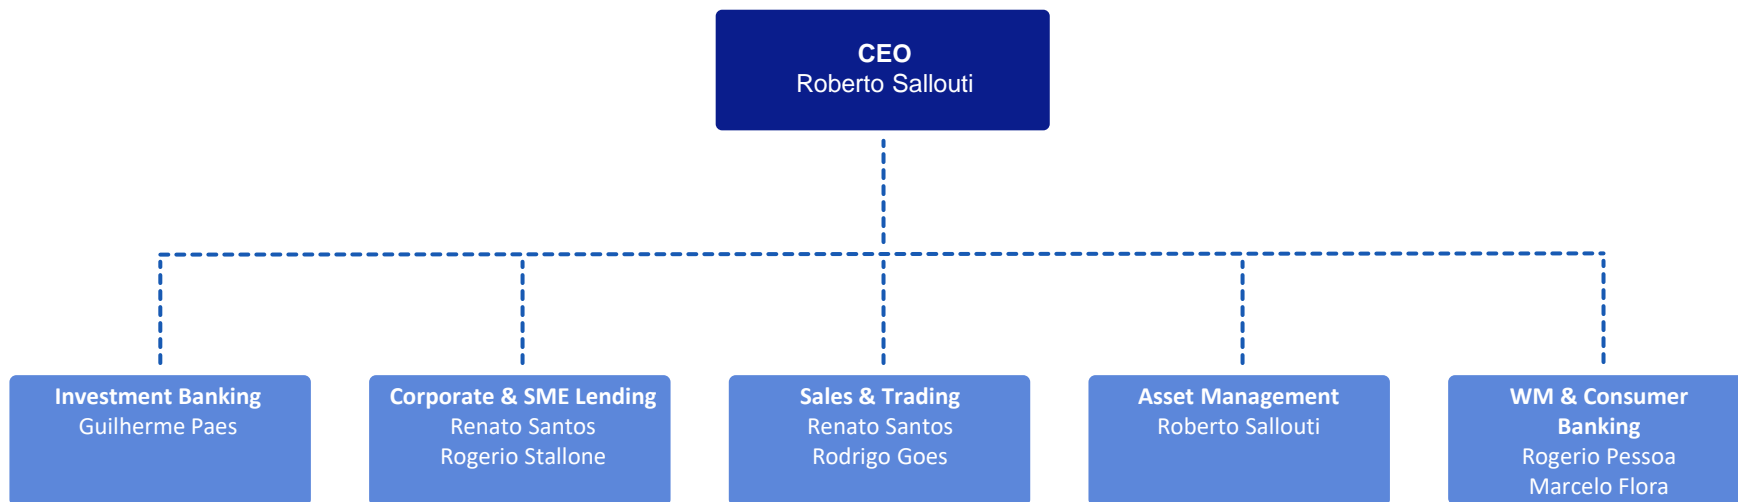 CEO
Roberto Sallouti
Investment Banking
Guilherme Paes
Corporate & SME Lending
Renato Santos
Rogerio Stallone
Sales & Trading
Renato Santos
Rodrigo Goes
Asset Management
Roberto Sallouti
WM & Consumer
Banking
Rogerio Pessoa
Marcelo Flora